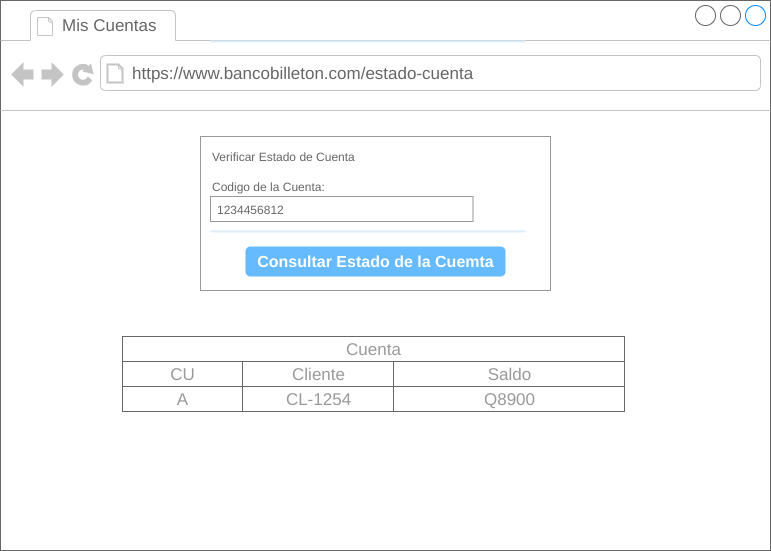 Mis Cuentas
https://www.bancobilleton.com/estado-cuenta
Verificar Estado de Cuenta
Codigo de la Cuenta:
1234456812
Consultar Estado de la Cuemta
Cuenta
CU Cliente Saldo
A CL-1254 Q8900